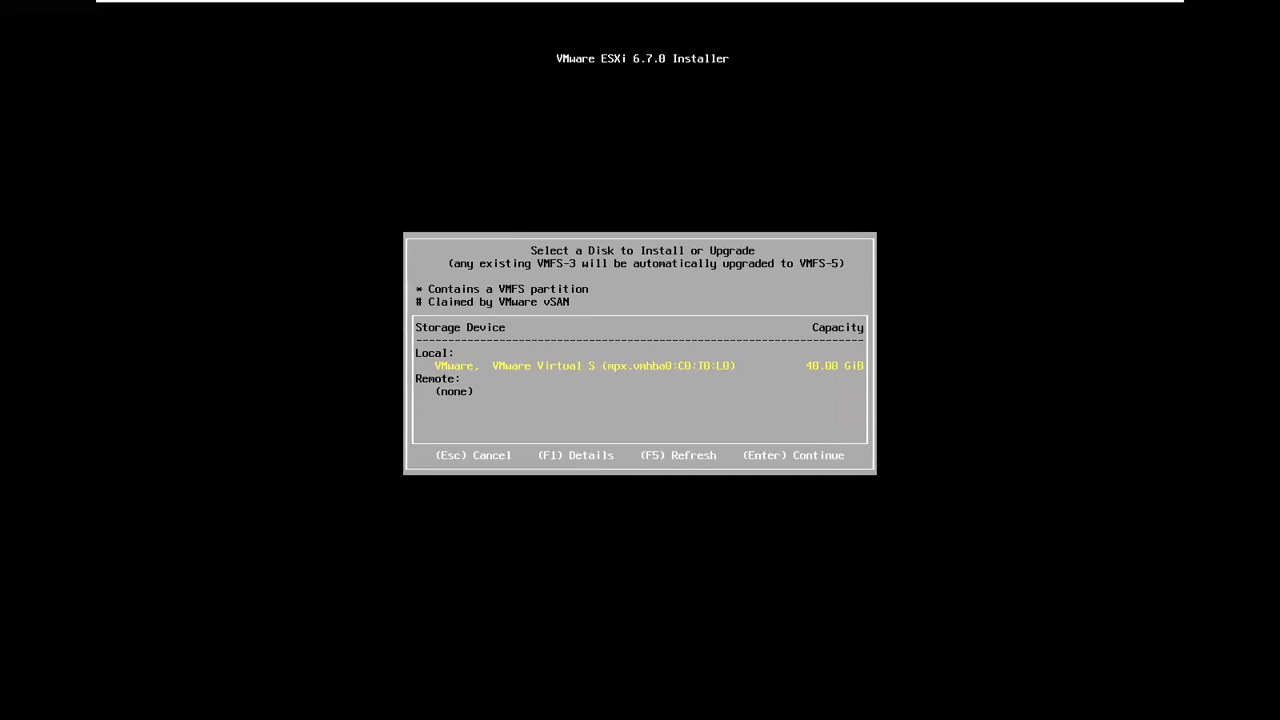 VMware ESXi 6.7.0 Installer
Select a Disk to Install or Upgrade
(any existing VMFS-3 will be automatically upgraded to VMFS-5)
* Contains a VMFS partition
# Claimed by VMware vSAN
Storage Device Capacity
--------------------------------------------------------------------
Local:
VMware,  VMware Virtual S (mpx.vmhba0:C0:T0:L0) 40.00 GiB
Remote:
(none)
(Esc) Cancel (F1) Details (F5) Refresh (Enter) Continue